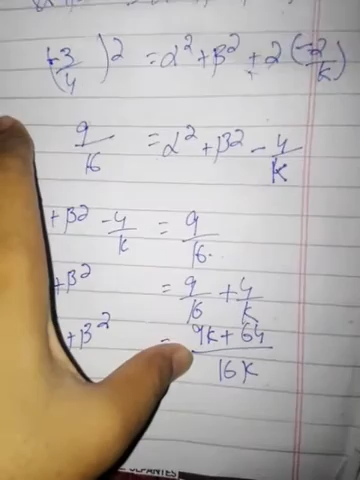 (-3/4)2 = α² + β² + 2(-2/k)
9/16 = α² + β² - 4/k
+ β² - 4/k = 9/16.
+ β² = 9/16 + 4/k
+ β² = 9k + 64/16k